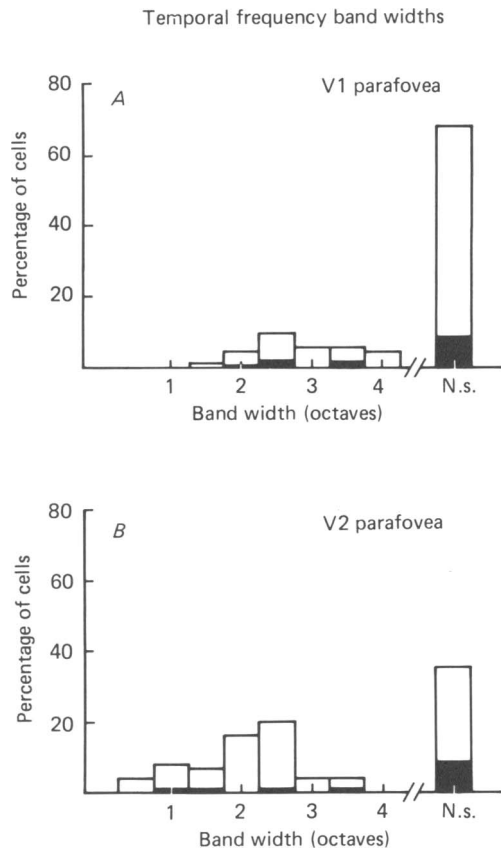 Temporal frequency band widths
A
V1 parafovea
Percentage of cells
80
60
40
20
1 2 3 4 N.s.
Band width (octaves)
B
V2 parafovea
Percentage of cells
80
60
40
20
1 2 3 4 N.s.
Band width (octaves)